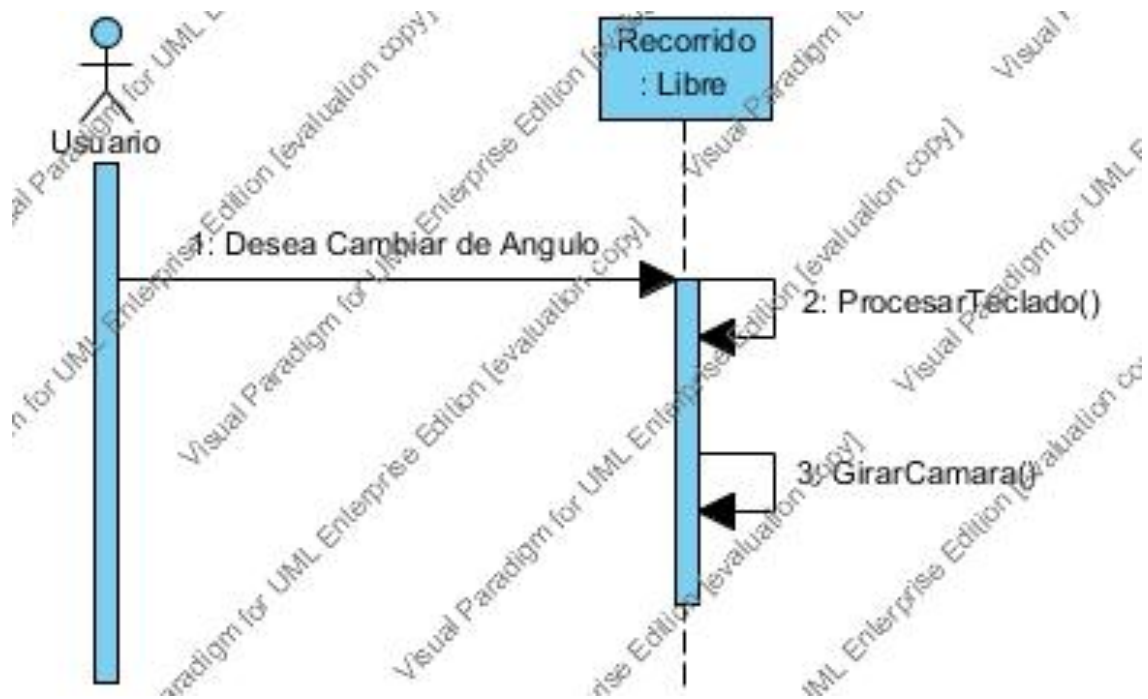 Usuario
Recorrido
: Libre
1: Desea Cambiar de Angulo
2: ProcesarTeclado()
3: GirarCamara()
Visual Paradigm for UML Enterprise Edition [evaluation copy]